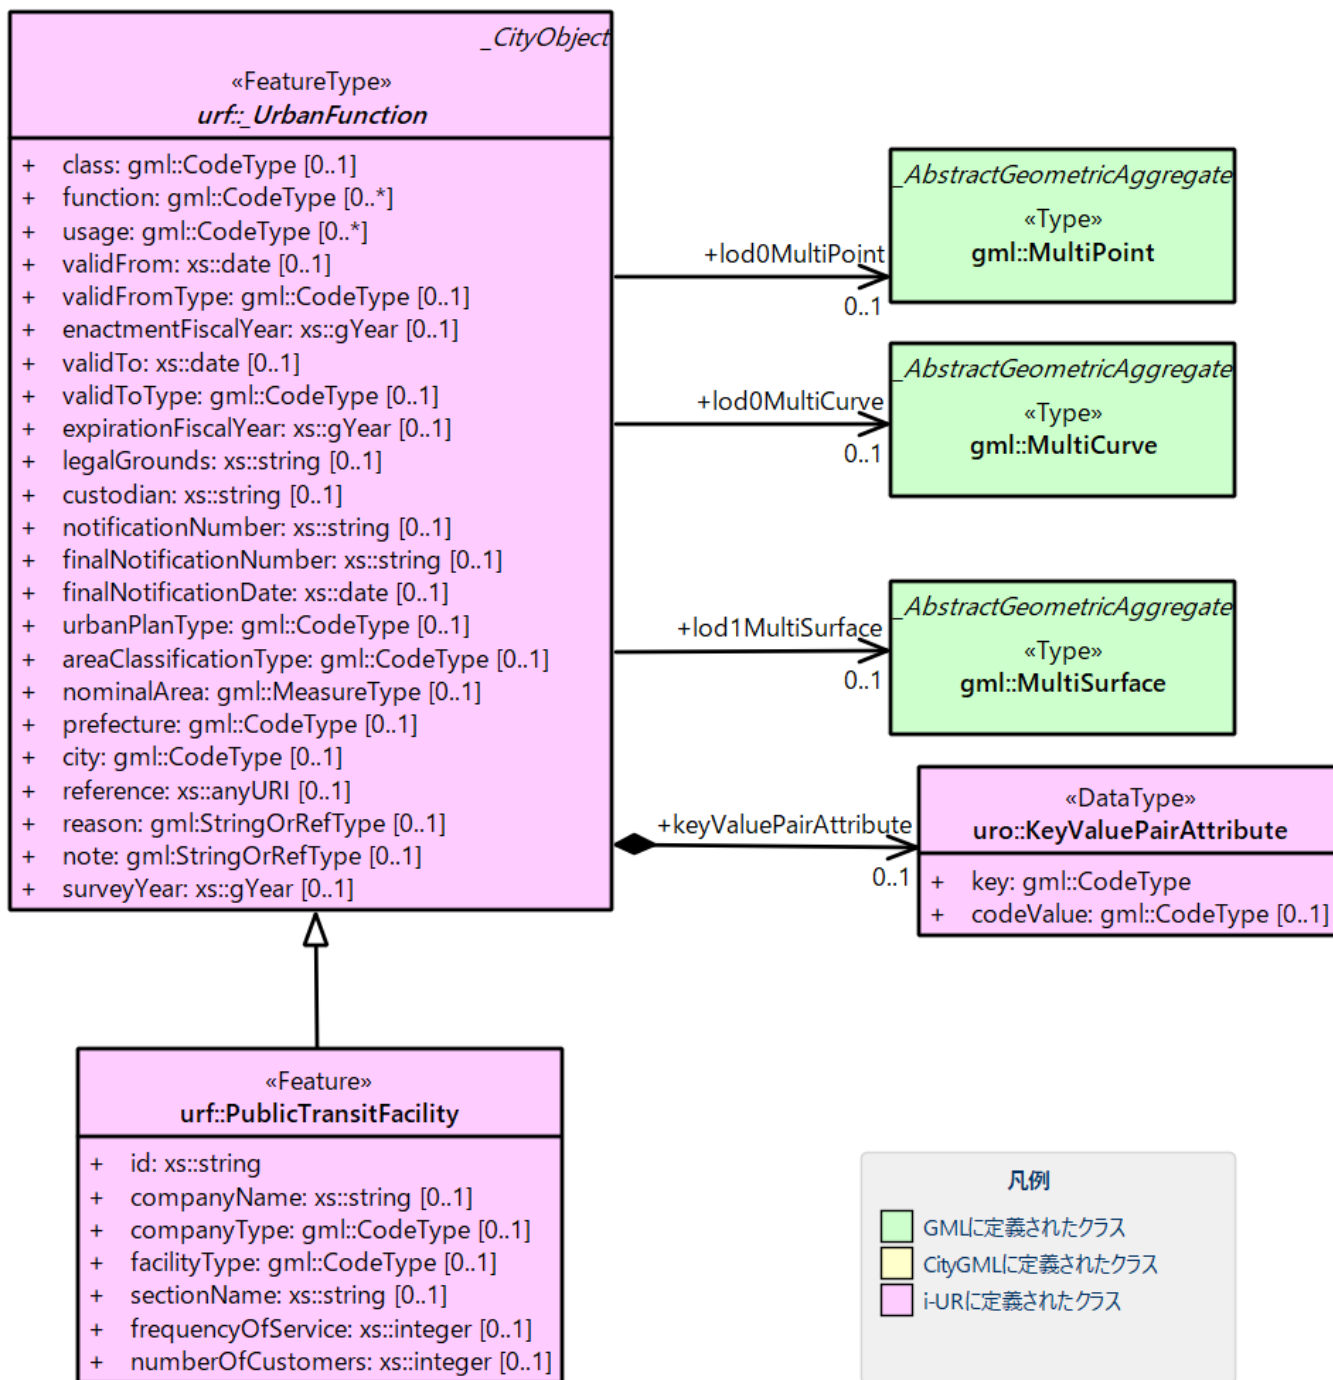 _CityObject
«FeatureType»
urf::_UrbanFunction
+ class: gml::CodeType [0..1]
+ function: gml::CodeType [0..*]
+ usage: gml::CodeType [0..*]
+ validFrom: xs::date [0..1]
+ validFromType: gml::CodeType [0..1]
+ enactmentFiscalYear: xs::gYear [0..1]
+ validTo: xs::date [0..1]
+ validToType: gml::CodeType [0..1]
+ expirationFiscalYear: xs::gYear [0..1]
+ legalGrounds: xs::string [0..1]
+ custodian: xs::string [0..1]
+ notificationNumber: xs::string [0..1]
+ finalNotificationNumber: xs::string [0..1]
+ finalNotificationDate: xs::date [0..1]
+ urbanPlanType: gml::CodeType [0..1]
+ areaClassificationType: gml::CodeType [0..1]
+ nominalArea: gml::MeasureType [0..1]
+ prefecture: gml::CodeType [0..1]
+ city: gml::CodeType [0..1]
+ reference: xs::anyURI [0..1]
+ reason: gml:StringOrRefType [0..1]
+ note: gml:StringOrRefType [0..1]
+ surveyYear: xs::gYear [0..1]
+lod0MultiPoint
0..1
_AbstractGeometricAggregate
«Type»
gml::MultiPoint
+lod0MultiCurve
0..1
_AbstractGeometricAggregate
«Type»
gml::MultiCurve
+lod1MultiSurface
0..1
_AbstractGeometricAggregate
«Type»
gml::MultiSurface
+keyValuePairAttribute
0..1
«DataType»
uro::KeyValuePairAttribute
+ key: gml::CodeType
+ codeValue: gml::CodeType [0..1]
«Feature»
urf::PublicTransitFacility
+ id: xs::string
+ companyName: xs::string [0..1]
+ companyType: gml::CodeType [0..1]
+ facilityType: gml::CodeType [0..1]
+ sectionName: xs::string [0..1]
+ frequencyOfService: xs::integer [0..1]
+ numberOfCustomers: xs::integer [0..1]
凡例
GMLに定義されたクラス
CityGMLに定義されたクラス
i-URに定義されたクラス